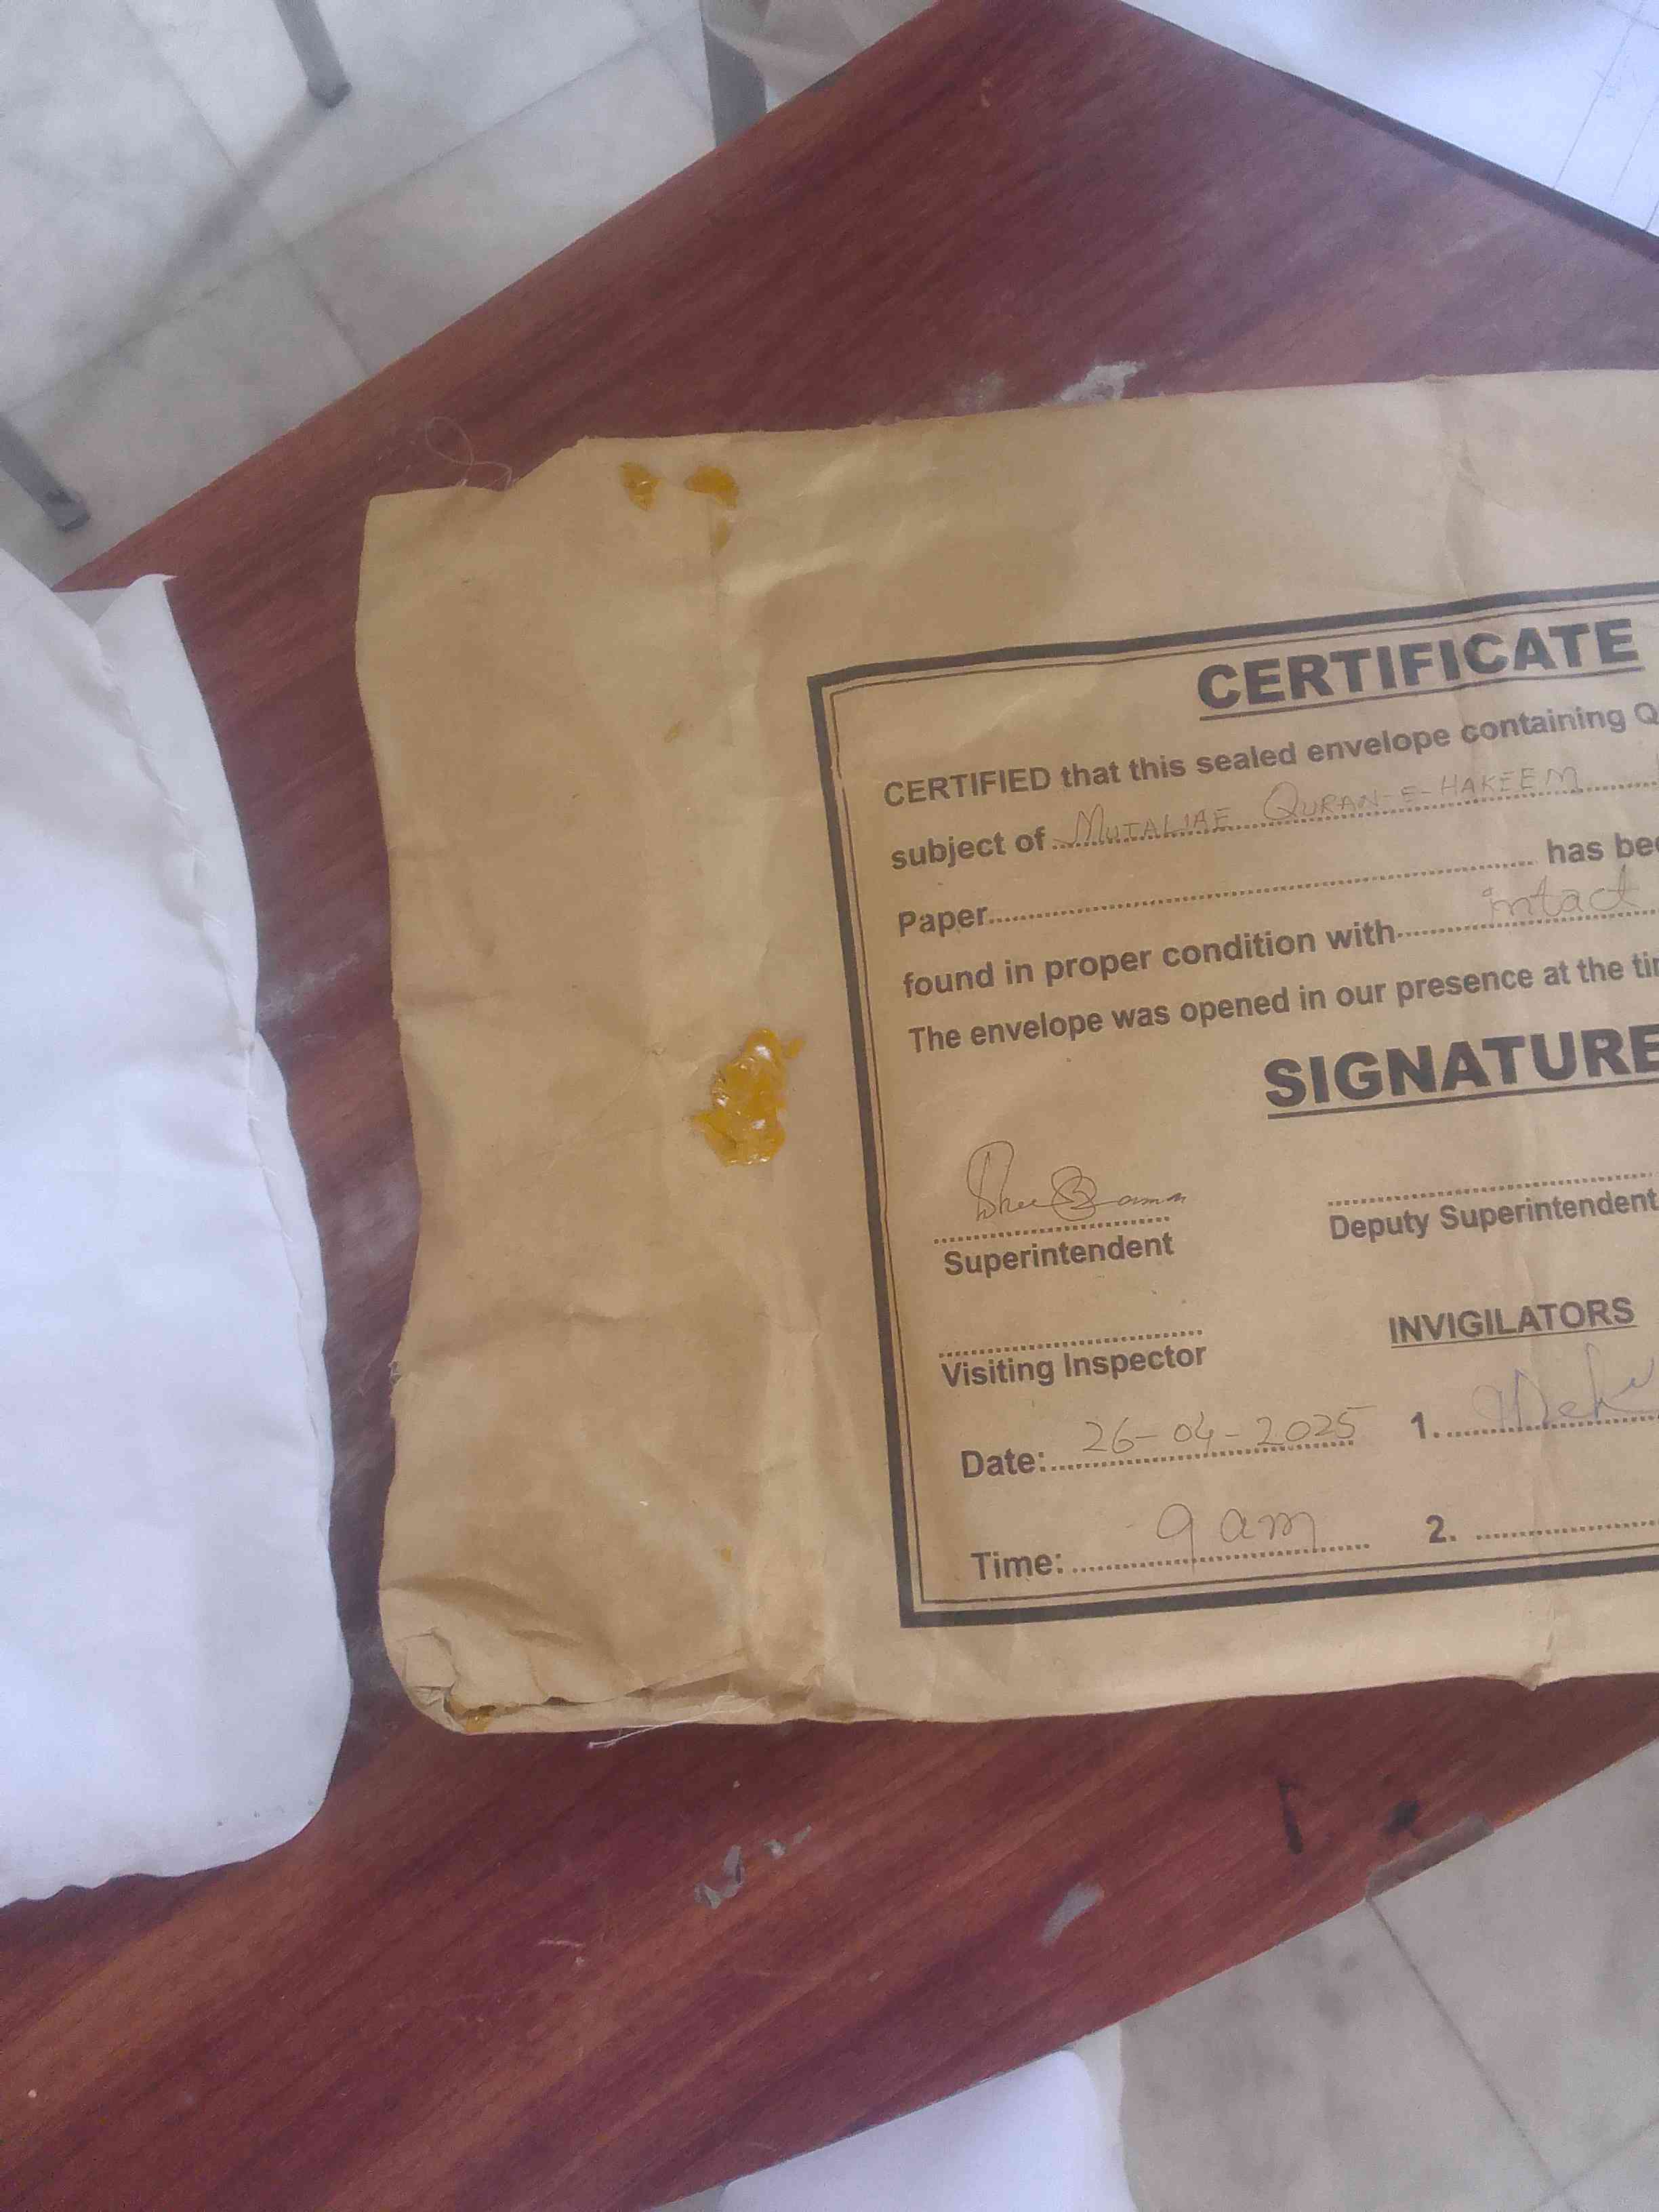 CERTIFICATE
CERTIFIED that this sealed envelope containing Q
subject of MUTALIAE QURAN-E-HAKEEM
Paper has bee
found in proper condition with intact
The envelope was opened in our presence at the tim
SIGNATURE
Superintendent
Deputy Superintendent
Visiting Inspector
INVIGILATORS
Date: 26-04-2025 1.
Time: 9 am 2.